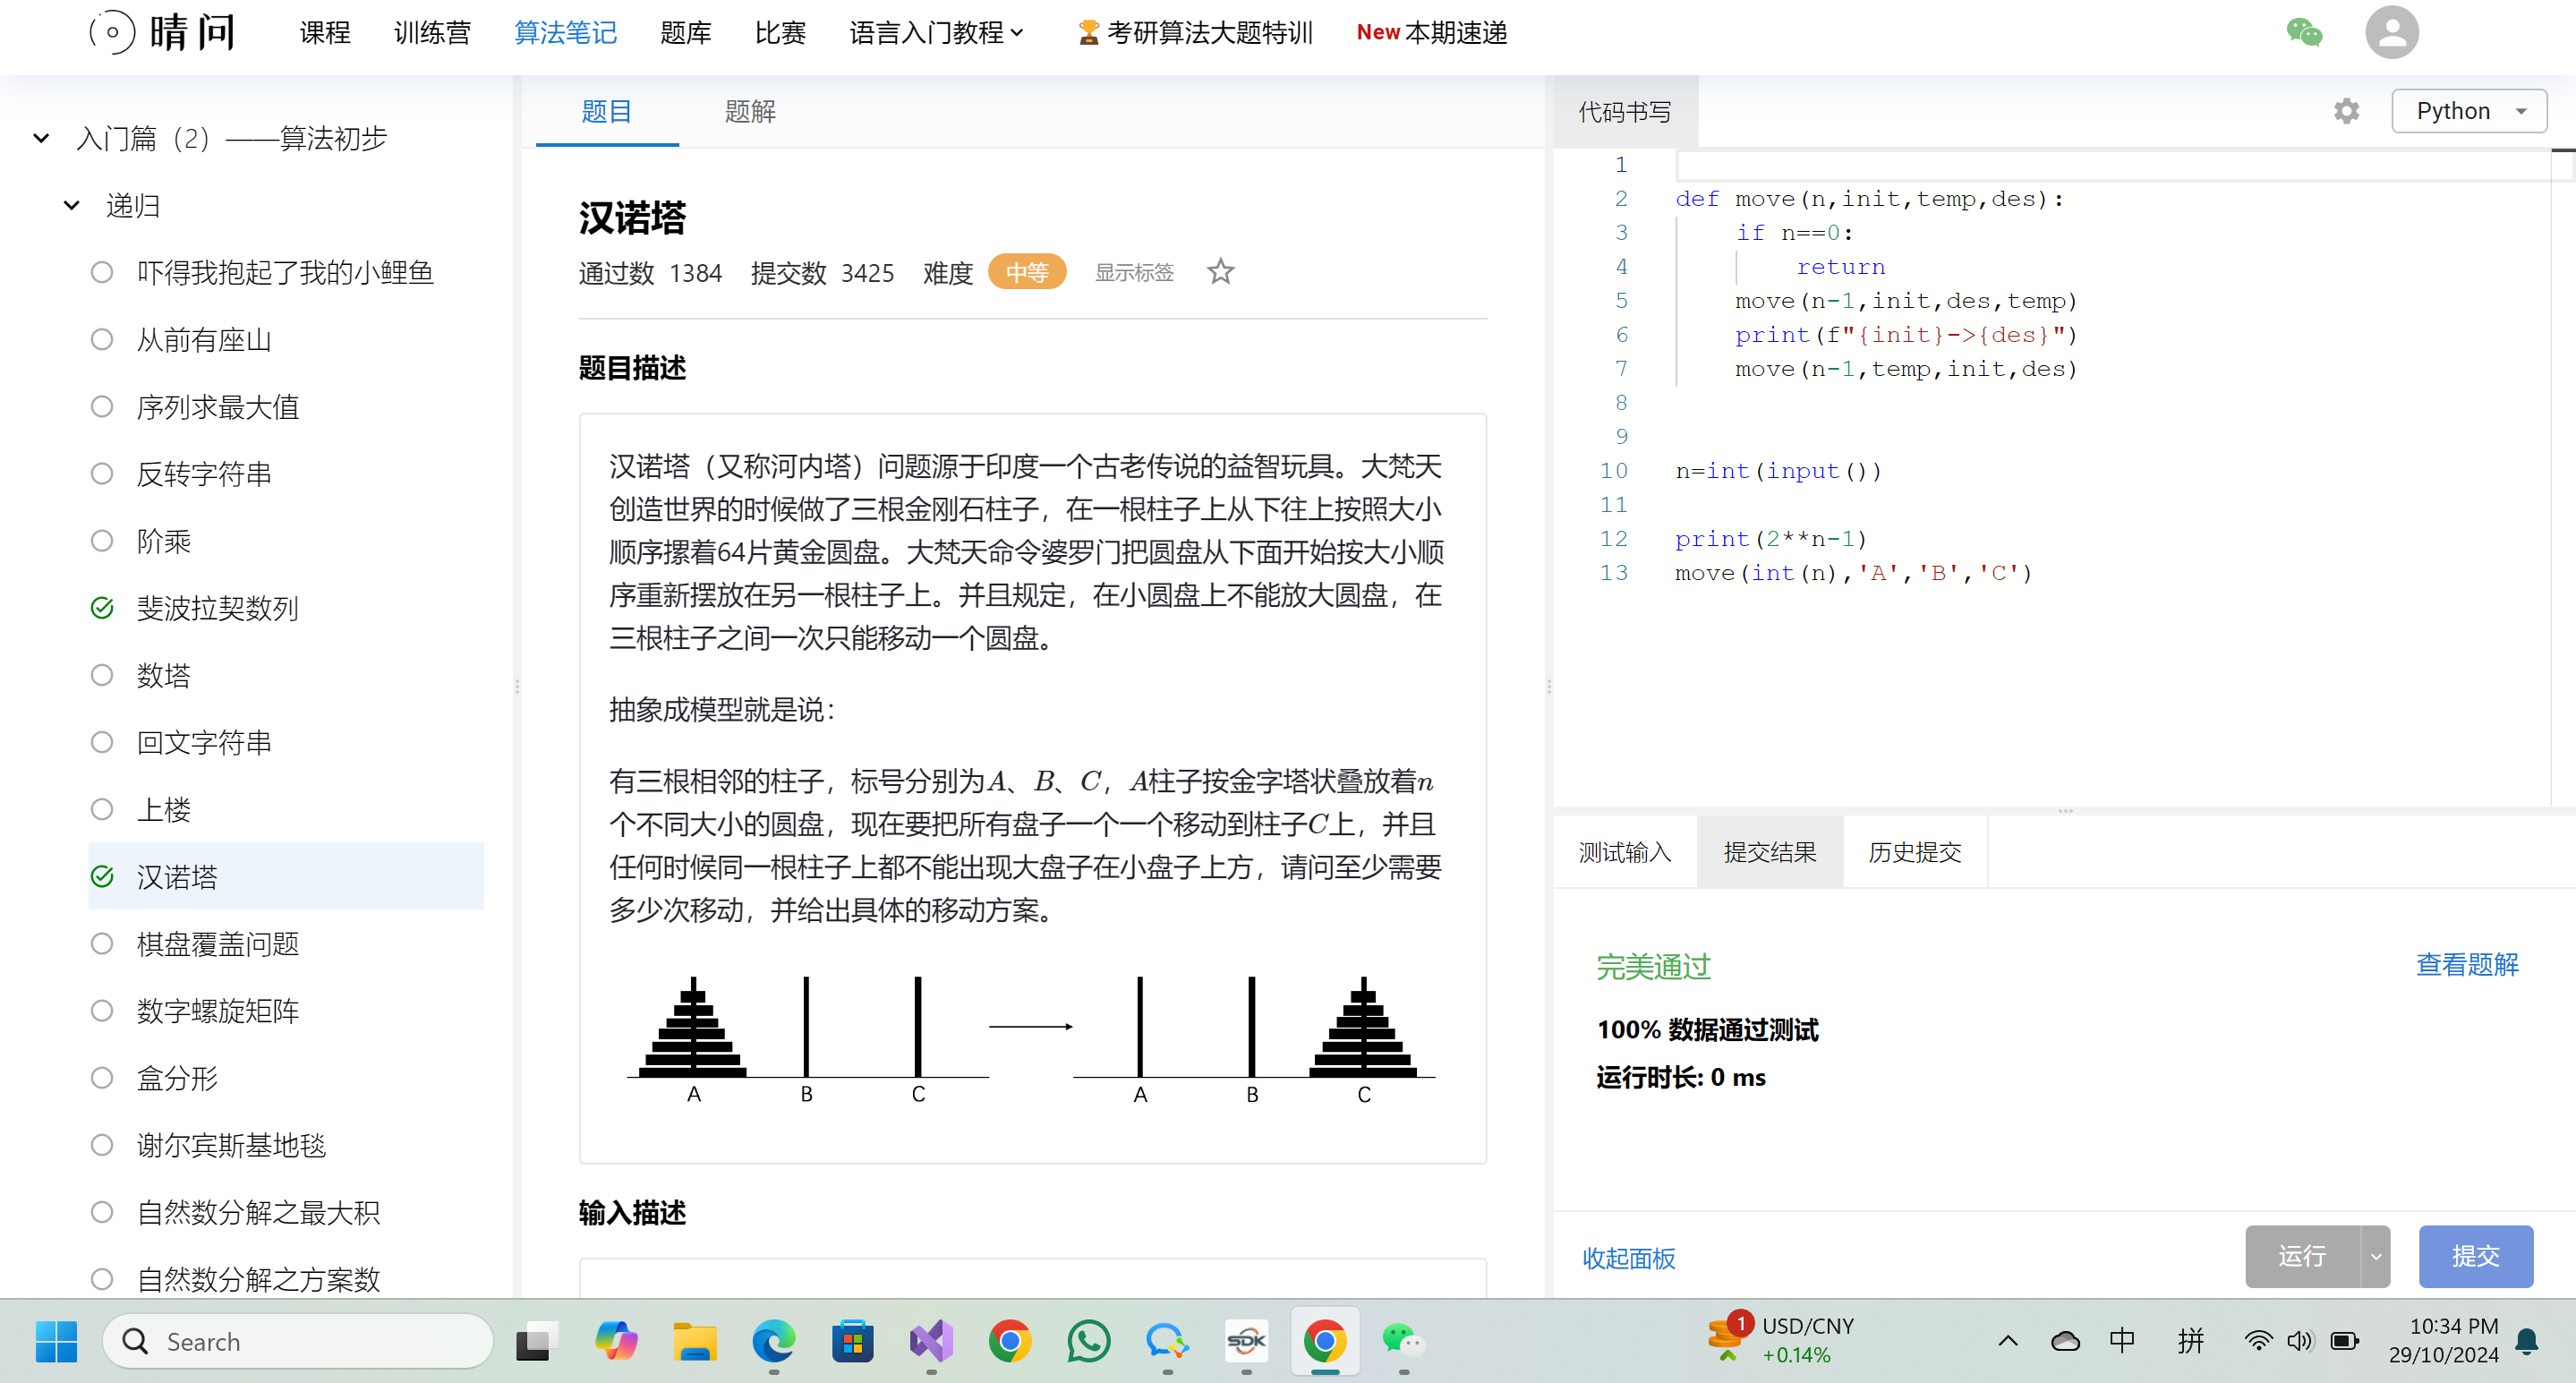 晴问
课程 训练营 算法笔记 题库 比赛 语言入门教程 考研算法大题特训 New 本期速递
入门篇（2）——算法初步
递归
吓得我抱起了我的小鲤鱼
从前有座山
序列求最大值
反转字符串
阶乘
斐波拉契数列
数塔
回文字符串
上楼
汉诺塔
棋盘覆盖问题
数字螺旋矩阵
盒分形
谢尔宾斯基地毯
自然数分解之最大积
自然数分解之方案数
题目 题解
汉诺塔
通过数 1384 提交数 3425 难度 中等 显示标签
题目描述
汉诺塔（又称河内塔）问题源于印度一个古老传说的益智玩具。大梵天
创造世界的时候做了三根金刚石柱子，在一根柱子上从下往上按照大小
顺序摞着64片黄金圆盘。大梵天命令婆罗门把圆盘从下面开始按大小顺
序重新摆放在另一根柱子上。并且规定，在小圆盘上不能放大圆盘，在
三根柱子之间一次只能移动一个圆盘。
抽象成模型就是说：
有三根相邻的柱子，标号分别为A、B、C，A柱子按金字塔状叠放着n
个不同大小的圆盘，现在要把所有盘子一个一个移动到柱子C上，并且
任何时候同一根柱子上都不能出现大盘子在小盘子上方，请问至少需要
多少次移动，并给出具体的移动方案。
A B C A B C
输入描述
代码书写 Python
1
2 def move(n,init,temp,des):
3 if n==0:
4 return
5 move(n-1,init,des,temp)
6 print(f"{init}->{des}")
7 move(n-1,temp,init,des)
8
9
10 n=int(input())
11
12 print(2**n-1)
13 move(int(n),'A','B','C')
测试输入 提交结果 历史提交
完美通过 查看题解
100% 数据通过测试
运行时长: 0 ms
收起面板 运行 提交
Search
SDK
1
USD/CNY
+0.14%
中 拼
10:34 PM
29/10/2024